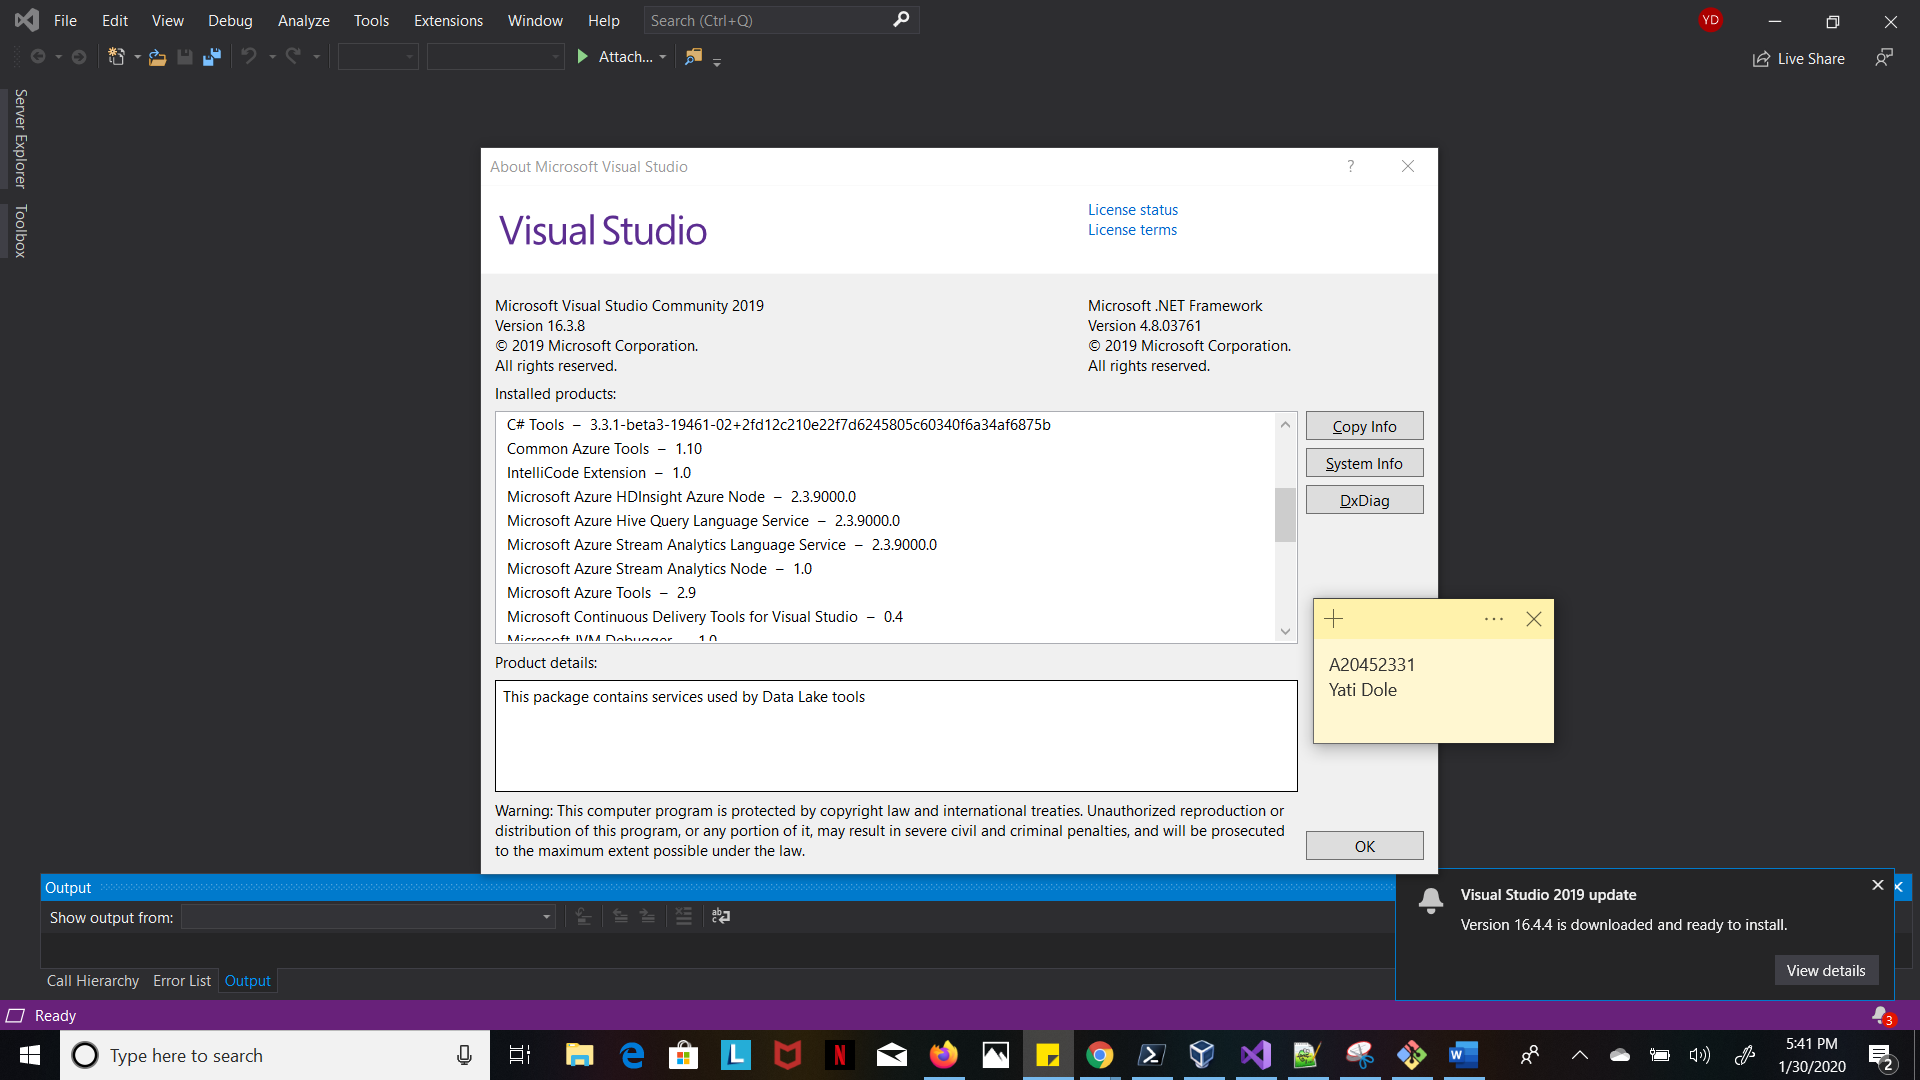 File Edit View Debug Analyze Tools Extensions Window Help Search (Ctrl+Q) YD
Attach... Live Share
Server Explorer
Toolbox
About Microsoft Visual Studio ?
Visual Studio
License status
License terms
Microsoft Visual Studio Community 2019
Version 16.3.8
© 2019 Microsoft Corporation.
All rights reserved.
Microsoft .NET Framework
Version 4.8.03761
© 2019 Microsoft Corporation.
All rights reserved.
Installed products:
C# Tools – 3.3.1-beta3-19461-02+2fd12c210e22f7d6245805c60340f6a34af6875b
Common Azure Tools – 1.10
IntelliCode Extension – 1.0
Microsoft Azure HDInsight Azure Node – 2.3.9000.0
Microsoft Azure Hive Query Language Service – 2.3.9000.0
Microsoft Azure Stream Analytics Language Service – 2.3.9000.0
Microsoft Azure Stream Analytics Node – 1.0
Microsoft Azure Tools – 2.9
Microsoft Continuous Delivery Tools for Visual Studio – 0.4
Microsoft JVM Debugger – 1.0
Copy Info
System Info
DxDiag
Product details:
This package contains services used by Data Lake tools
A20452331
Yati Dole
Warning: This computer program is protected by copyright law and international treaties. Unauthorized reproduction or
distribution of this program, or any portion of it, may result in severe civil and criminal penalties, and will be prosecuted
to the maximum extent possible under the law.
OK
Output
Show output from:
Call Hierarchy Error List Output
Visual Studio 2019 update
Version 16.4.4 is downloaded and ready to install.
View details
Ready
3
Type here to search
5:41 PM
1/30/2020
2